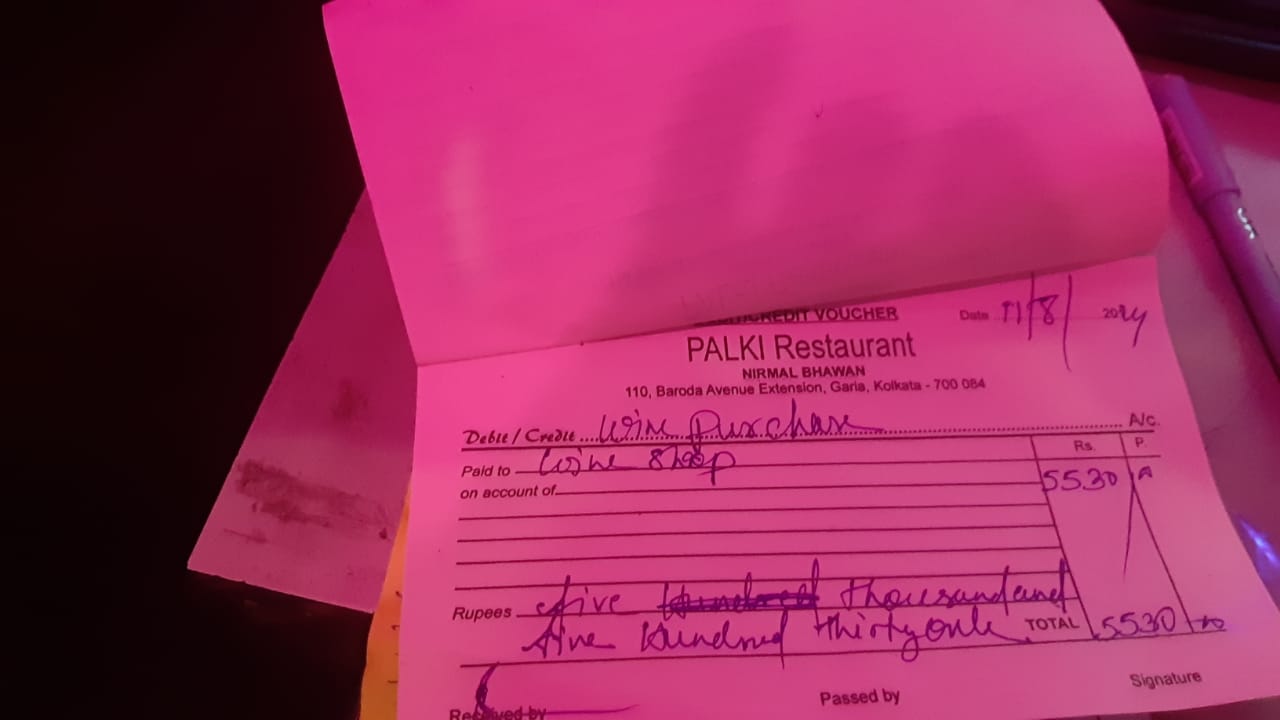 CREDIT VOUCHER
Date 11/8/2024
PALKI Restaurant
NIRMAL BHAWAN
110, Baroda Avenue Extension, Garia, Kolkata - 700 084
Debit / Credit Wine Purchase A/c.
Rs. P.
Paid to Wine Shop 5530
on account of
Rupees five thousand and
five hundred thirty only TOTAL 5530
Received by Passed by Signature